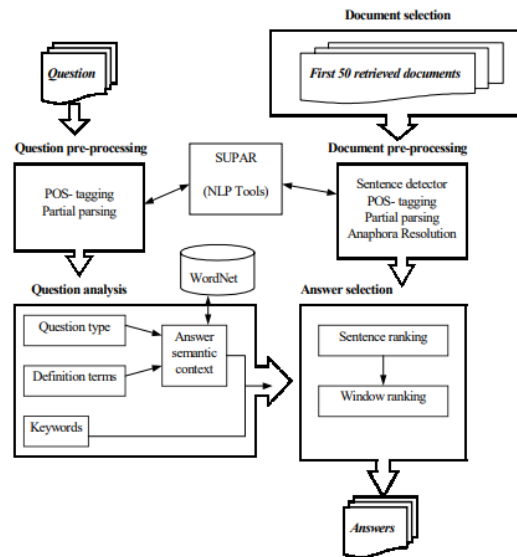 Document selection
Question
First 50 retrieved documents
Question pre-processing
Document pre-processing
SUPAR
(NLP Tools)
POS- tagging
Partial parsing
Sentence detector
POS- tagging
Partial parsing
Anaphora Resolution
WordNet
Question analysis
Answer selection
Question type
Answer
semantic
context
Definition terms
Keywords
Sentence ranking
Window ranking
Answers